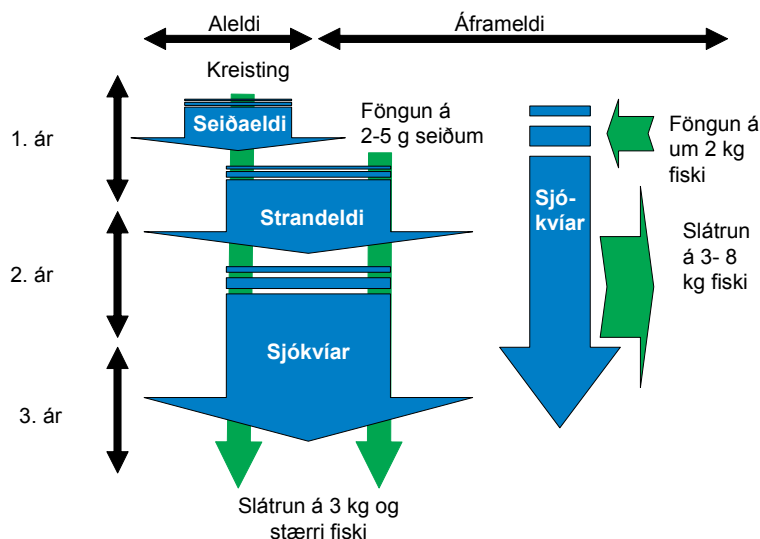 Aleldi
Áframeldi
Kreisting
1. ár
Seiðaeldi
Föngun á
2-5 g seiðum
Föngun á
um 2 kg
fiski
Strandeldi
Sjó-
kvíar
Slátrun
á 3- 8
kg fiski
2. ár
Sjókvíar
3. ár
Slátrun á 3 kg og
stærri fiski